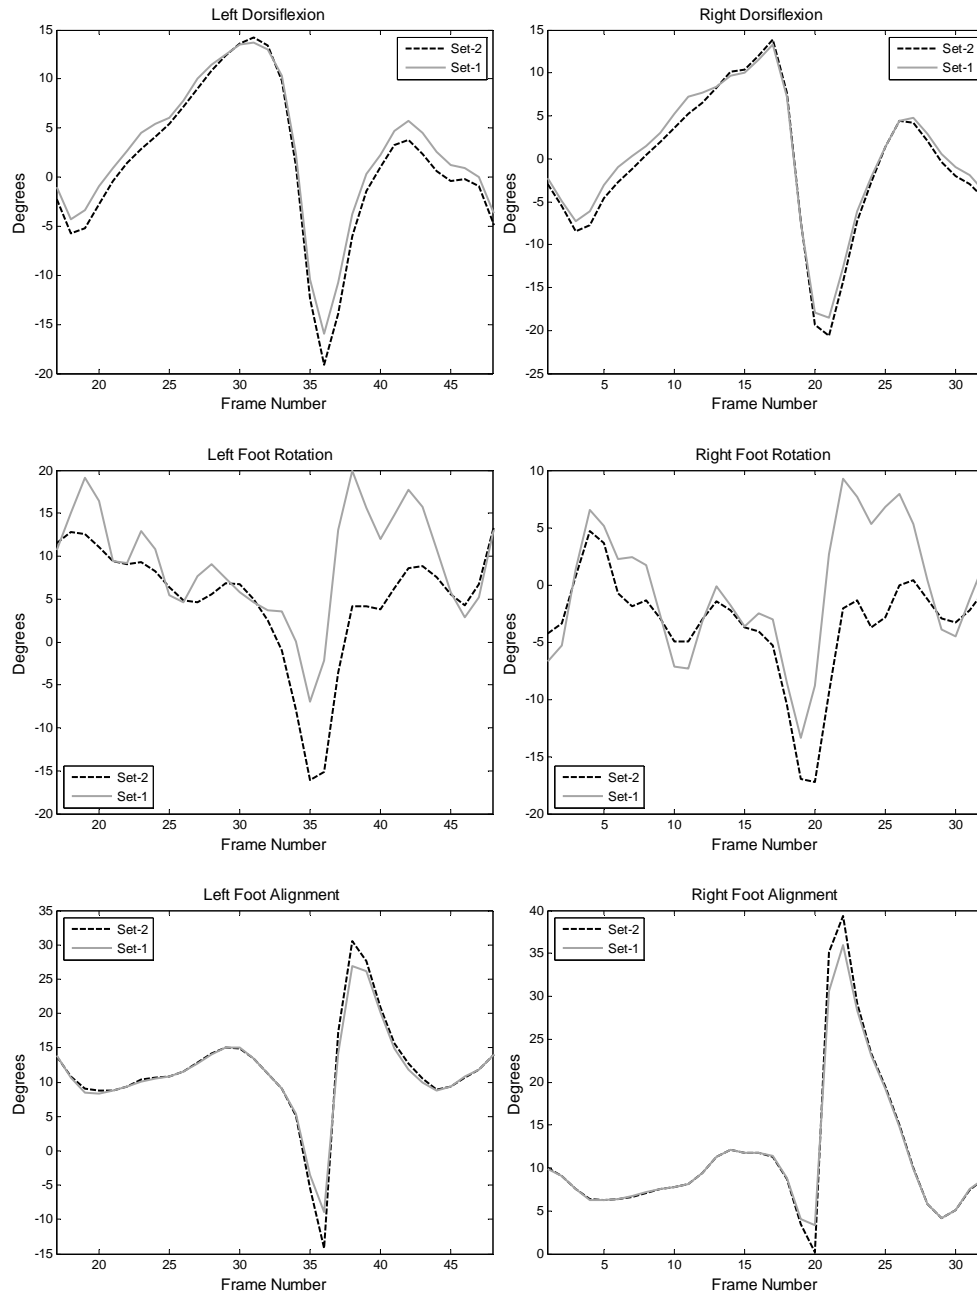 Left Dorsiflexion
15
10
5
0
-5
-10
-15
-20
Degrees
Set-2
Set-1
20 25 30 35 40 45
Frame Number
Right Dorsiflexion
15
10
5
0
-5
-10
-15
-20
-25
Degrees
Set-2
Set-1
5 10 15 20 25 30
Frame Number
Left Foot Rotation
20
15
10
5
0
-5
-10
-15
-20
Degrees
Set-2
Set-1
20 25 30 35 40 45
Frame Number
Right Foot Rotation
10
5
0
-5
-10
-15
-20
Degrees
Set-2
Set-1
5 10 15 20 25 30
Frame Number
Left Foot Alignment
35
30
25
20
15
10
5
0
-5
-10
-15
Degrees
Set-2
Set-1
20 25 30 35 40 45
Frame Number
Right Foot Alignment
40
35
30
25
20
15
10
5
0
Degrees
Set-2
Set-1
5 10 15 20 25 30
Frame Number